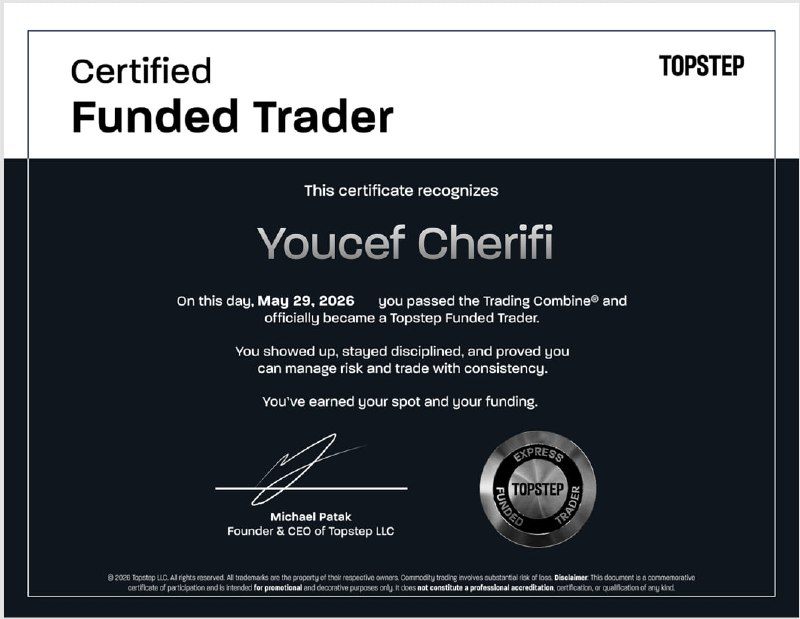 Certified
TOPSTEP
Funded Trader
This certificate recognizes
Youcef Cherifi
On this day, May 29, 2026 you passed the Trading Combine® and
officially became a Topstep Funded Trader.
You showed up, stayed disciplined, and proved you
can manage risk and trade with consistency.
You've earned your spot and your funding.
EXPRESS
TOPSTEP
FUNDED TRADER
Michael Patak
Founder & CEO of Topstep LLC
© 2026 Topstep LLC. All rights reserved. All trademarks are the property of their respective owners. Commodity trading involves substantial risk of loss. Disclaimer: This document is a commemorative
certificate of participation and is intended for promotional and decorative purposes only. It does not constitute a professional accreditation, certification, or qualification of any kind.